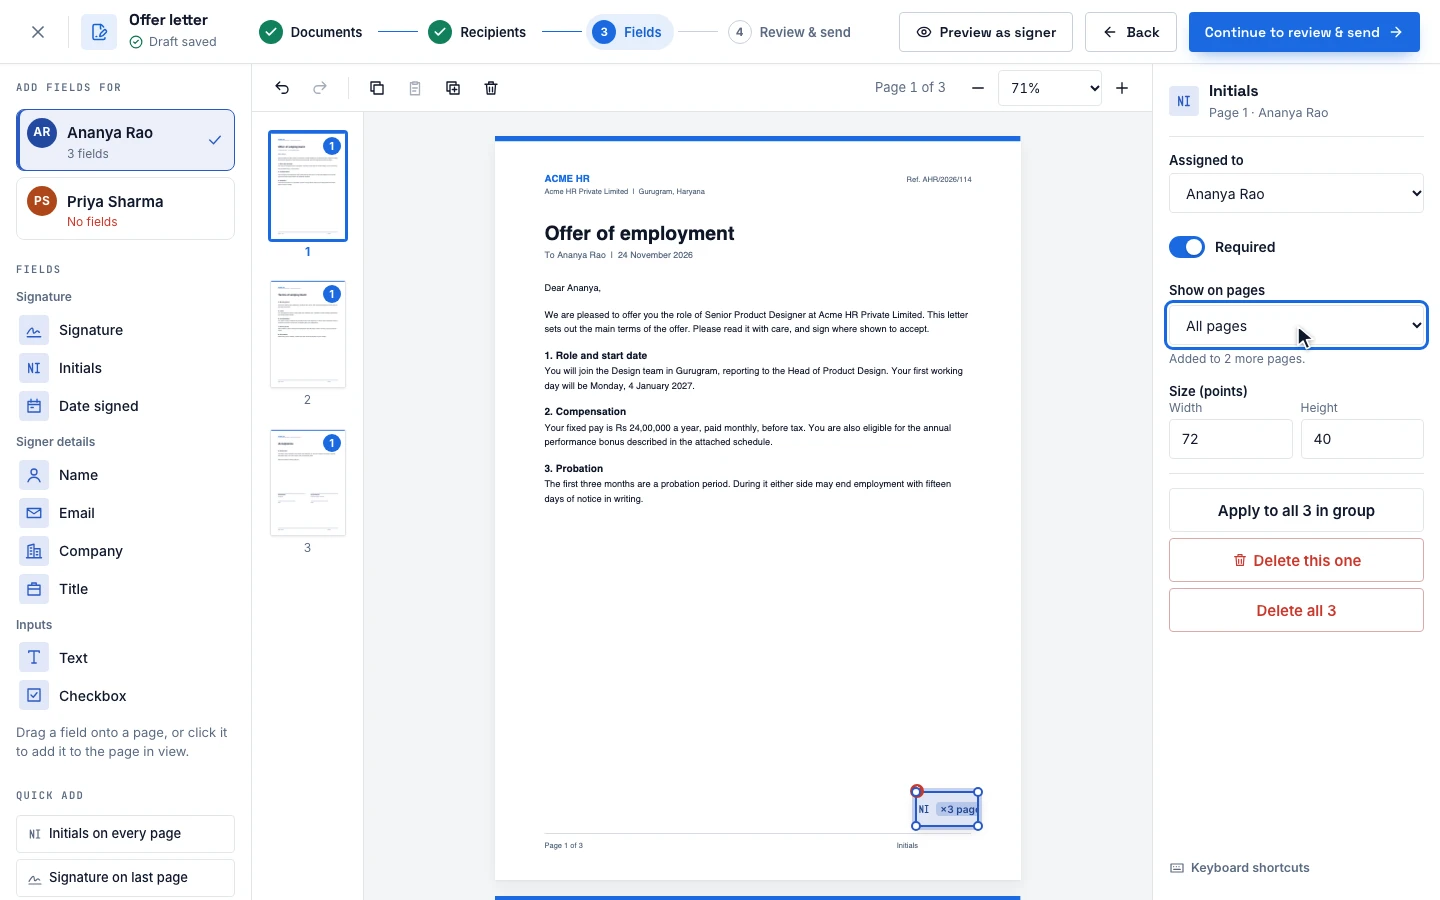 Offer letter
Draft saved
Documents
Recipients
3 Fields
4 Review & send
Preview as signer
Back
Continue to review & send
ADD FIELDS FOR
AR Ananya Rao
3 fields
PS Priya Sharma
No fields
FIELDS
Signature
Signature
NI Initials
Date signed
Signer details
Name
Email
Company
Title
Inputs
Text
Checkbox
Drag a field onto a page, or click it
to add it to the page in view.
QUICK ADD
NI Initials on every page
Signature on last page
Page 1 of 3
71%
1
1
1
2
1
3
ACME HR
Acme HR Private Limited | Gurugram, Haryana
Ref. AHR/2026/114
Offer of employment
To Ananya Rao | 24 November 2026
Dear Ananya,
We are pleased to offer you the role of Senior Product Designer at Acme HR Private Limited. This letter
sets out the main terms of the offer. Please read it with care, and sign where shown to accept.
1. Role and start date
You will join the Design team in Gurugram, reporting to the Head of Product Design. Your first working
day will be Monday, 4 January 2027.
2. Compensation
Your fixed pay is Rs 24,00,000 a year, paid monthly, before tax. You are also eligible for the annual
performance bonus described in the attached schedule.
3. Probation
The first three months are a probation period. During it either side may end employment with fifteen
days of notice in writing.
NI ×3 page
Page 1 of 3
Initials
NI Initials
Page 1 · Ananya Rao
Assigned to
Ananya Rao
Required
Show on pages
All pages
Added to 2 more pages.
Size (points)
Width
Height
72
40
Apply to all 3 in group
Delete this one
Delete all 3
Keyboard shortcuts